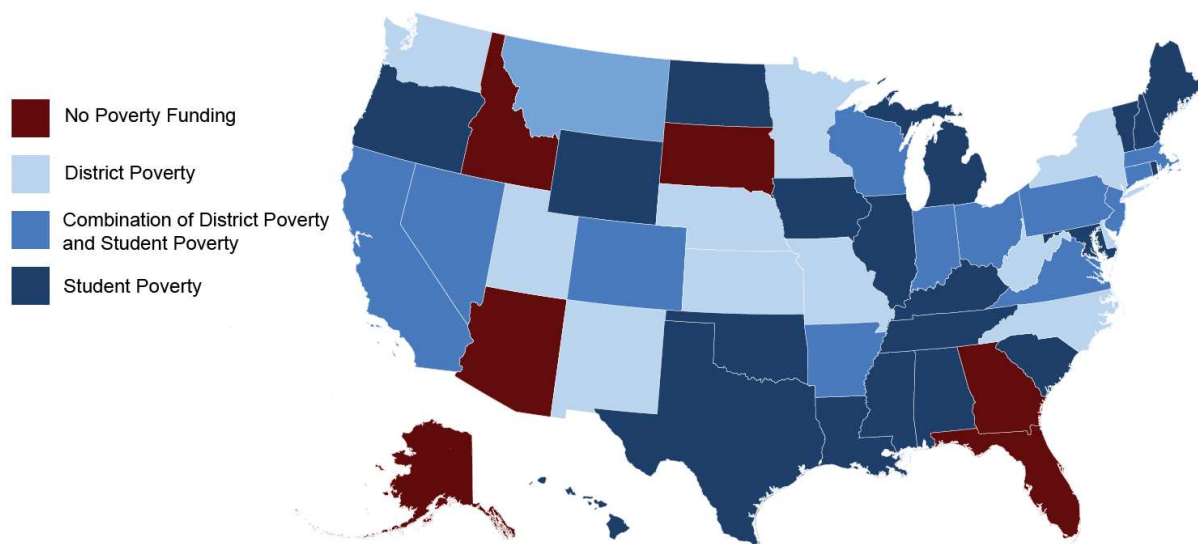 No Poverty Funding
District Poverty
Combination of District Poverty
and Student Poverty
Student Poverty